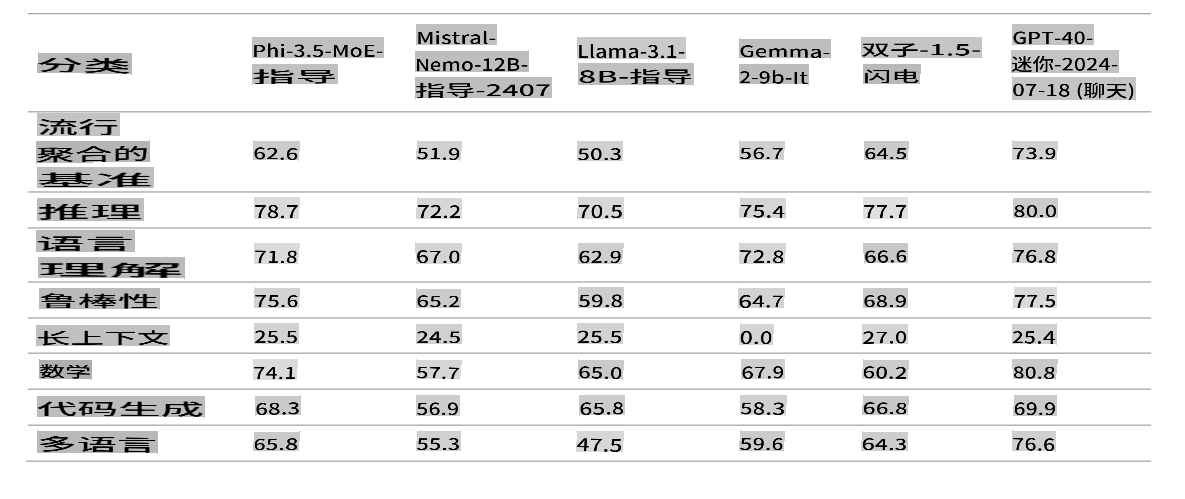 分类 Phi-3.5-MoE-指导 Mistral-Nemo-12B-指导-2407 Llama-3.1-8B-指导 Gemma-2-9b-It 双子-1.5-闪电 GPT-40-迷你-2024-07-18 (聊天)
流行
聚合的 62.6 51.9 50.3 56.7 64.5 73.9
基准
推理 78.7 72.2 70.5 75.4 77.7 80.0
语言
理解 71.8 67.0 62.9 72.8 66.6 76.8
鲁棒性 75.6 65.2 59.8 64.7 68.9 77.5
长上下文 25.5 24.5 25.5 0.0 27.0 25.4
数学 74.1 57.7 65.0 67.9 60.2 80.8
代码生成 68.3 56.9 65.8 58.3 66.8 69.9
多语言 65.8 55.3 47.5 59.6 64.3 76.6